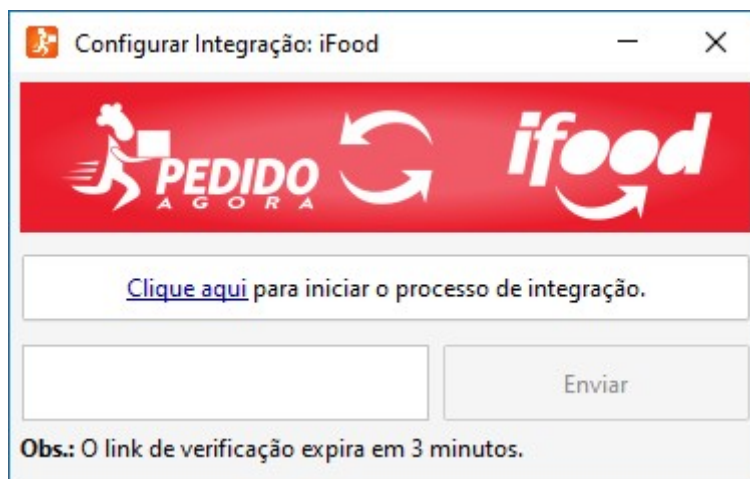 Configurar Integração: iFood
PEDIDO
AGORA
ifood
Clique aqui para iniciar o processo de integração.
Enviar
Obs.: O link de verificação expira em 3 minutos.